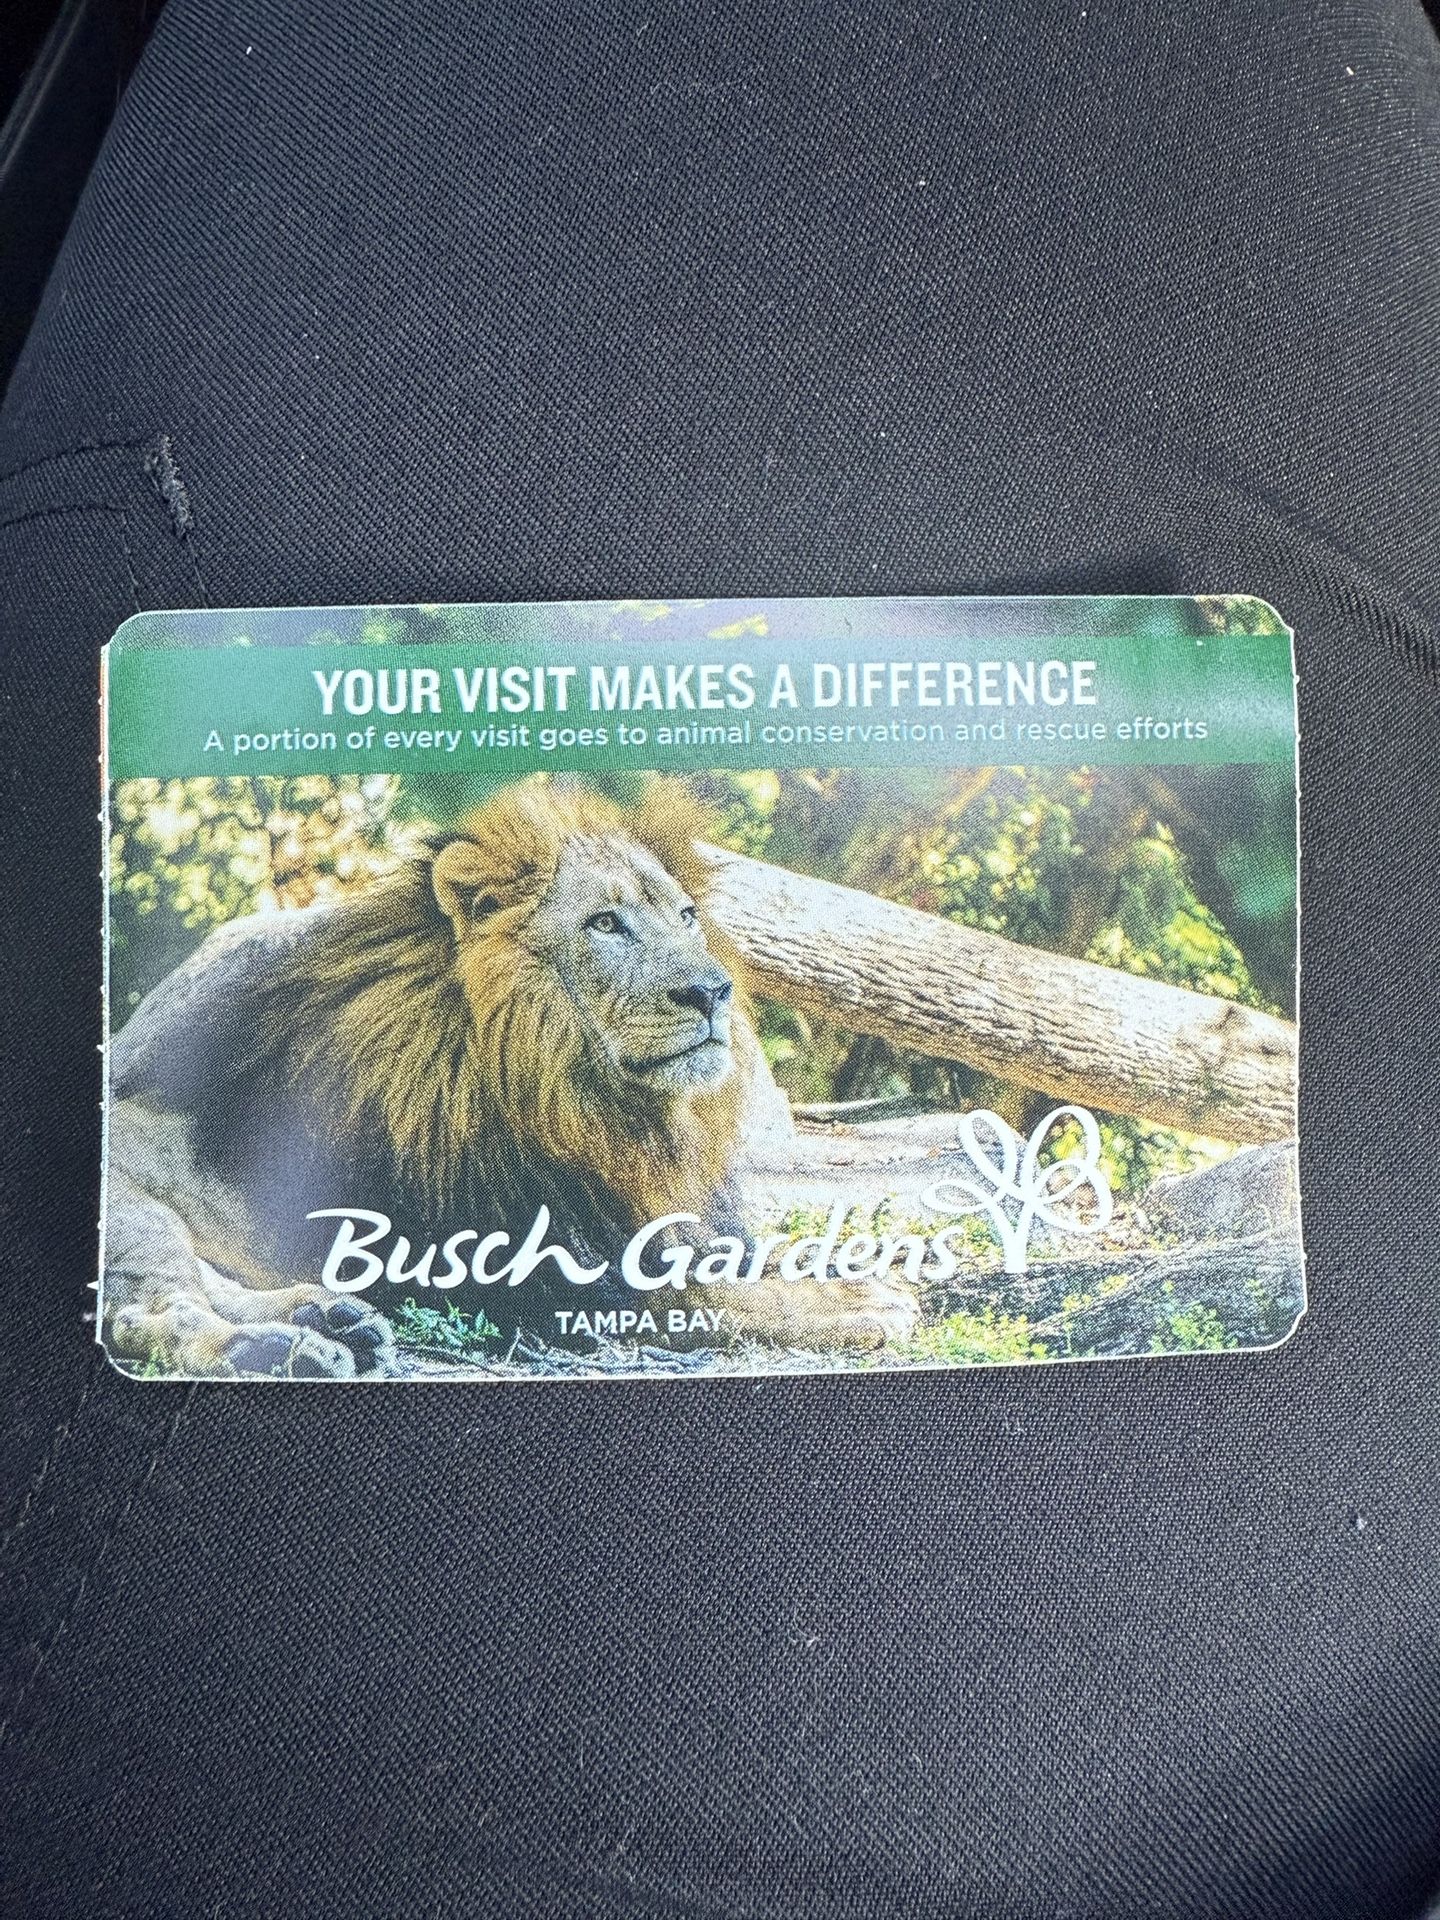 YOUR VISIT MAKES A DIFFERENCE
A portion of every visit goes to animal conservation and rescue efforts
Busch Gardens
TAMPA BAY